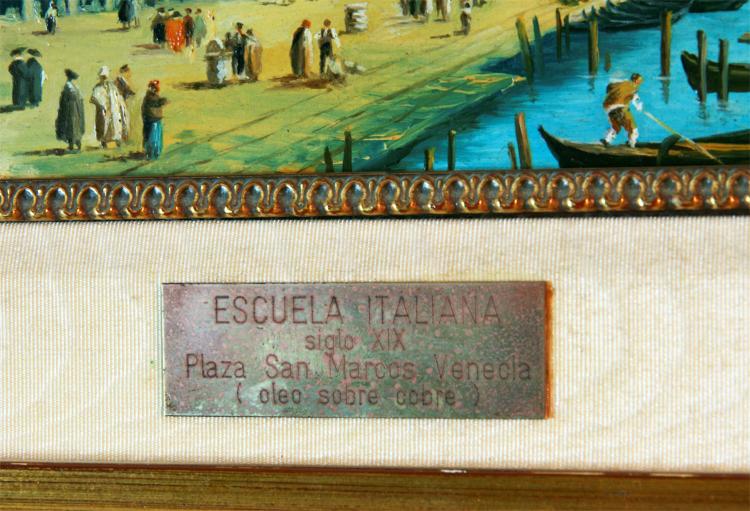 ESCUELA ITALIANA
siglo XIX
Plaza San Marcos Venecia
( oleo sobre cobre )